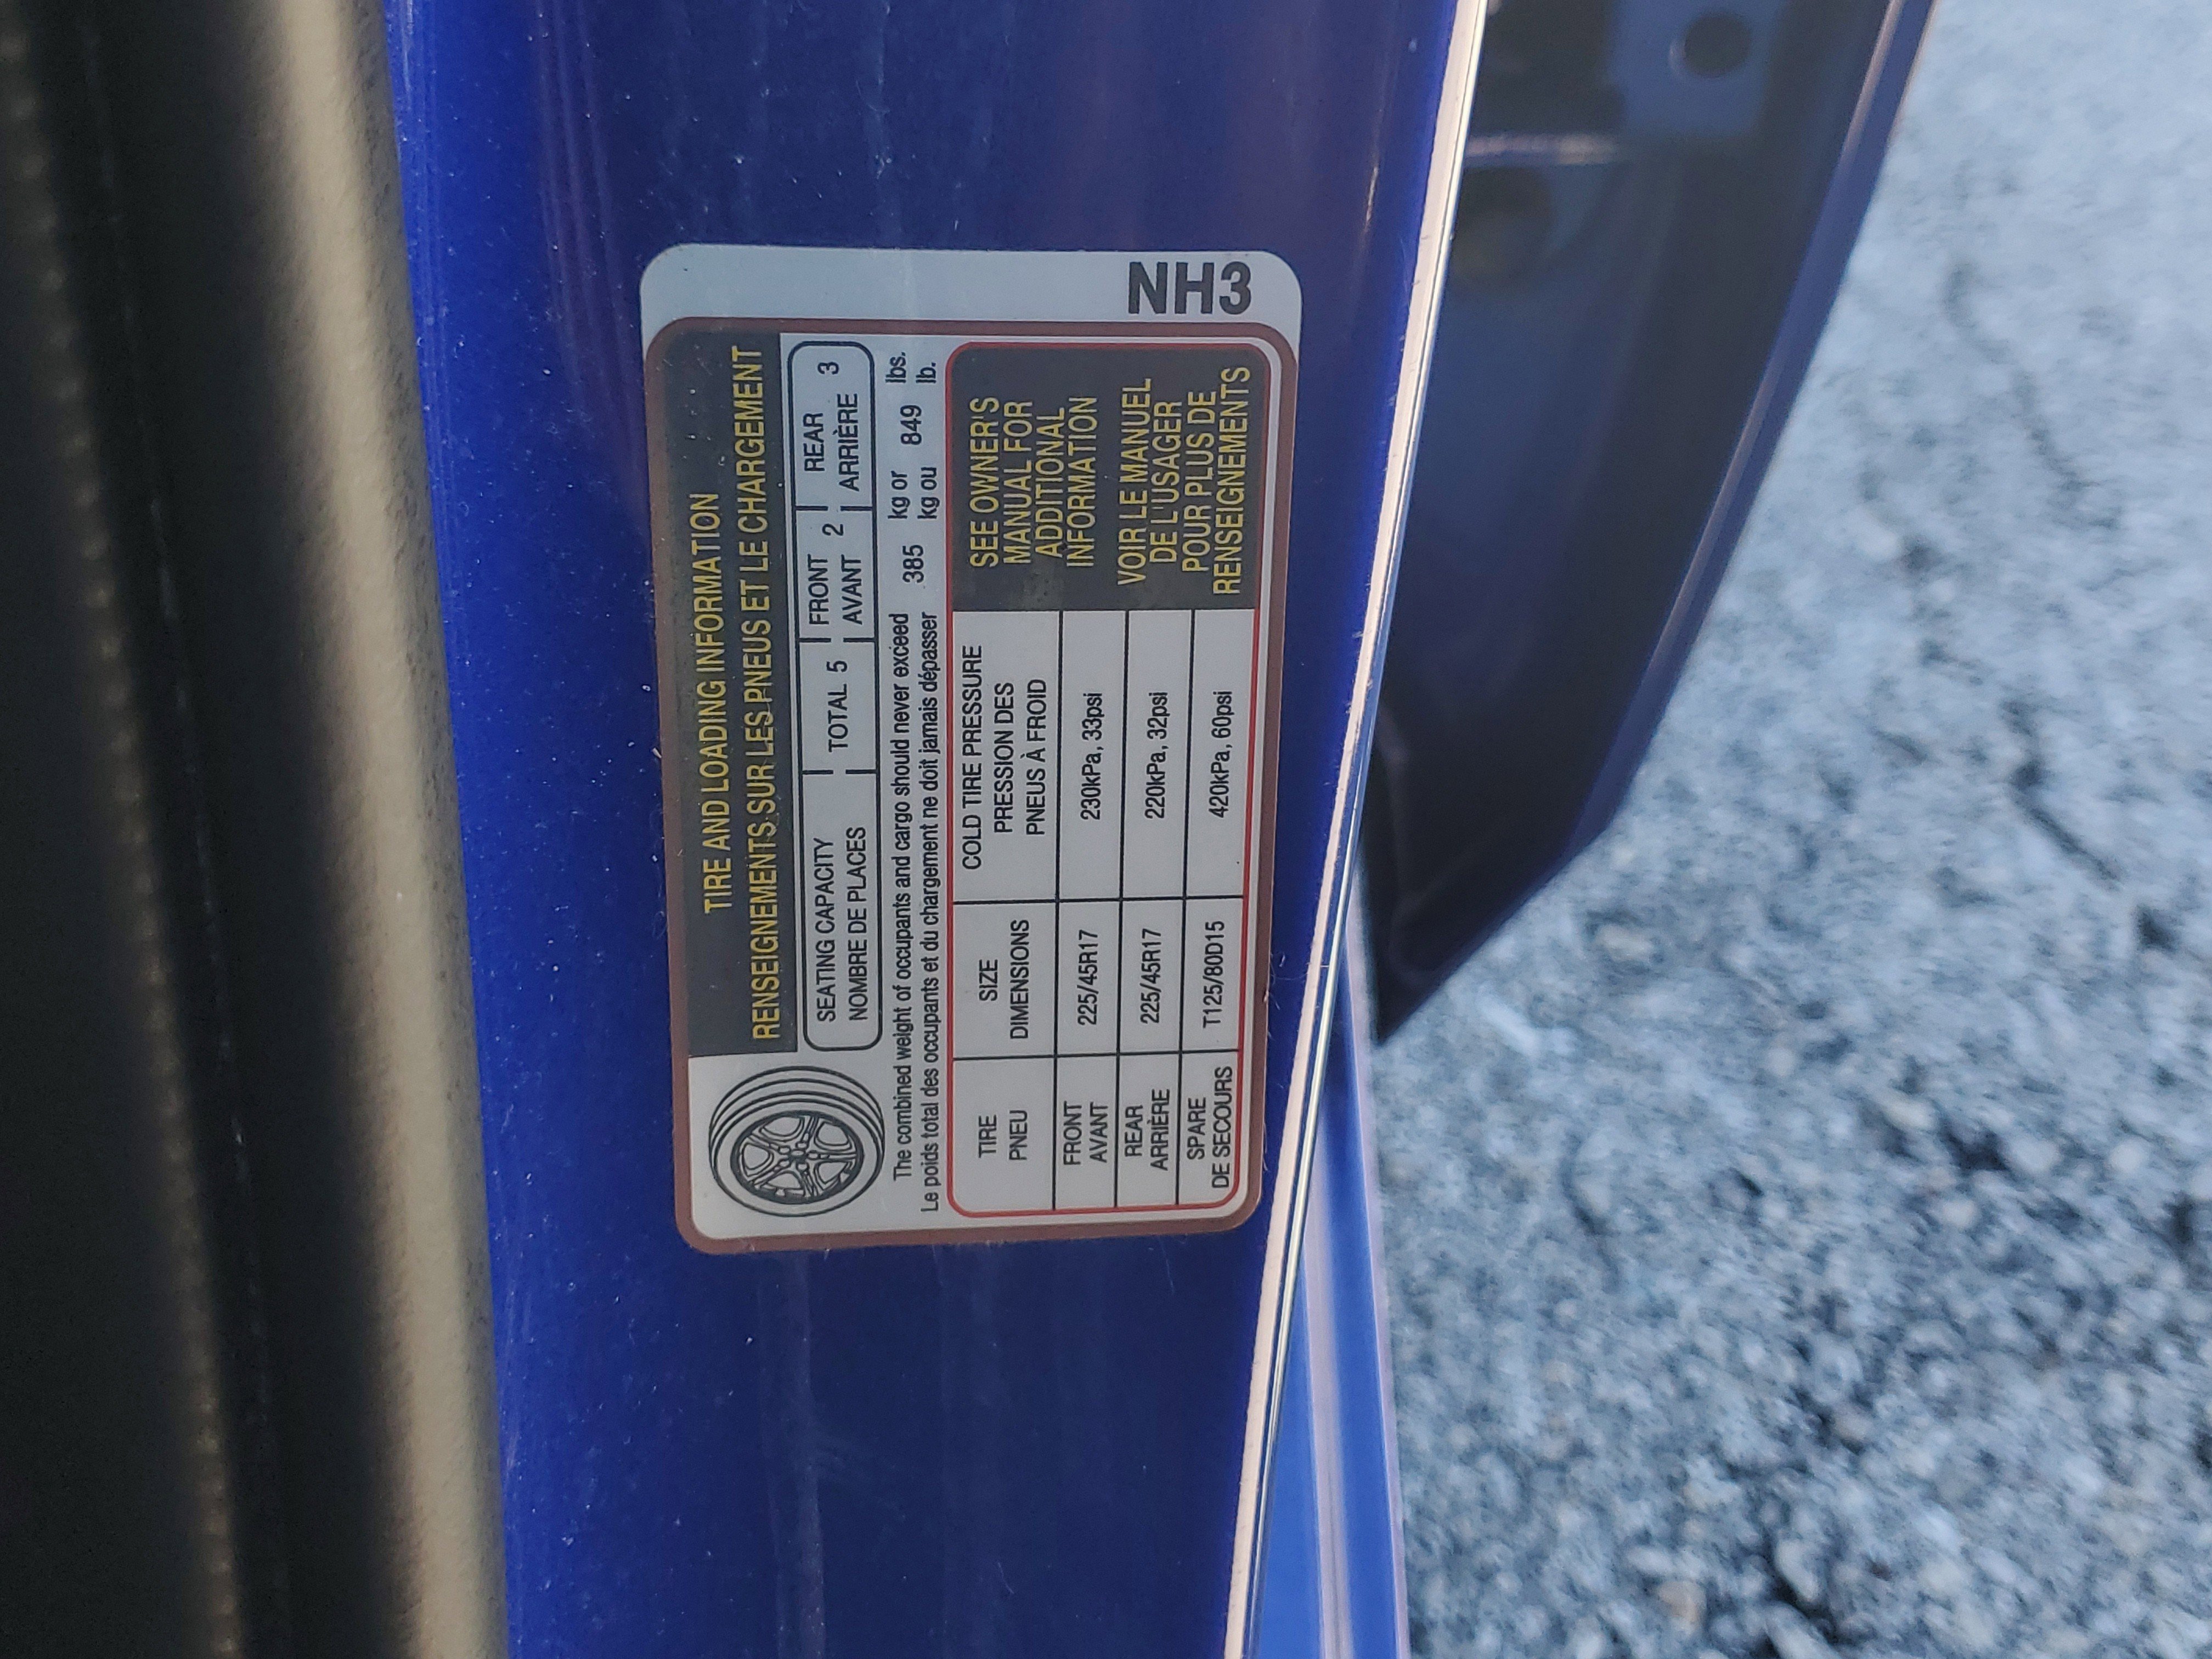 TIRE AND LOADING INFORMATION
RENSEIGNEMENTS SUR LES PNEUS ET LE CHARGEMENT
SEATING CAPACITY
NOMBRE DE PLACES
TOTAL 5
FRONT
AVANT 2
REAR
ARRIÈRE 3
The combined weight of occupants and cargo should never exceed 385 kg or 849 lbs.
Le poids total des occupants et du chargement ne doit jamais dépasser kg ou lb.
TIRE
PNEU
SIZE
DIMENSIONS
COLD TIRE PRESSURE
PRESSION DES
PNEUS À FROID
FRONT
AVANT
225/45R17
230kPa, 33psi
REAR
ARRIÈRE
225/45R17
220kPa, 32psi
SPARE
DE SECOURS
T125/80D15
420kPa, 60psi
SEE OWNER'S
MANUAL FOR
ADDITIONAL
INFORMATION
VOIR LE MANUEL
DE L'USAGER
POUR PLUS DE
RENSEIGNEMENTS
NH3